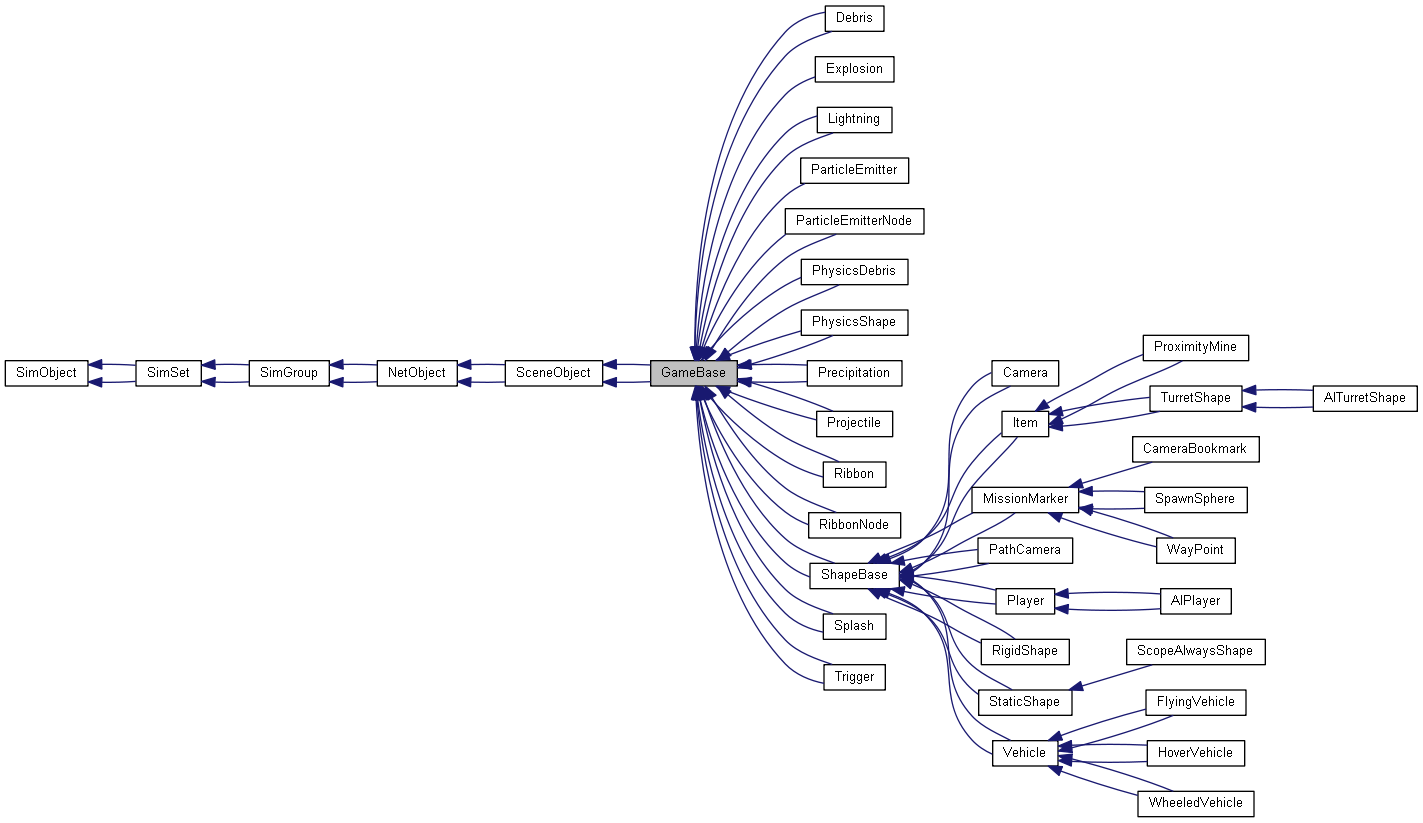 Debris
Explosion
Lightning
ParticleEmitter
ParticleEmitterNode
PhysicsDebris
PhysicsShape
ProximityMine
SimObject
SimSet
SimGroup
NetObject
SceneObject
GameBase
Precipitation
Camera
TurretShape
AITurretShape
Projectile
Item
CameraBookmark
Ribbon
MissionMarker
SpawnSphere
RibbonNode
PathCamera
WayPoint
ShapeBase
Player
AIPlayer
Splash
RigidShape
ScopeAlwaysShape
Trigger
StaticShape
FlyingVehicle
Vehicle
HoverVehicle
WheeledVehicle